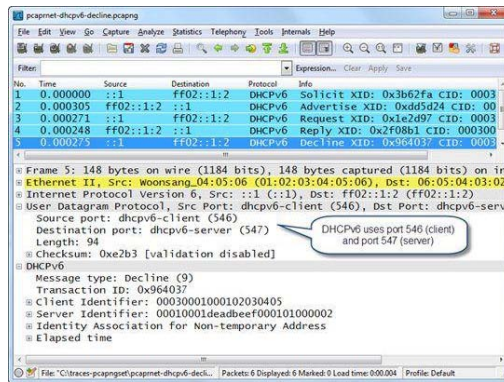 pcaprnet-dhcpv6-decline.pcapng
File Edit View Go Capture Analyze Statistics Telephony Tools Internals Help
Filter: Expression... Clear Apply Save
No. Time Source Destination Protocol Info
1 0.000000 ::1 ff02::1:2 DHCPv6 Solicit XID: 0x3b62fa CID: 0003
2 0.000305 ff02::1:2 ::1 DHCPv6 Advertise XID: 0xdd5d24 CID: 00
3 0.000271 ::1 ff02::1:2 DHCPv6 Request XID: 0x1e2d97 CID: 0003
4 0.000248 ff02::1:2 ::1 DHCPv6 Reply XID: 0x2f08b1 CID: 000300
5 0.000275 ::1 ff02::1:2 DHCPv6 Decline XID: 0x964037 CID: 0003
Frame 5: 148 bytes on wire (1184 bits), 148 bytes captured (1184 bits) on in
Ethernet II, Src: Woonsang_04:05:06 (01:02:03:04:05:06), Dst: 06:05:04:03:02
Internet Protocol Version 6, Src: ::1 (::1), Dst: ff02::1:2 (ff02::1:2)
User Datagram Protocol, Src Port: dhcpv6-client (546), Dst Port: dhcpv6-serv
Source port: dhcpv6-client (546)
Destination port: dhcpv6-server (547)
Length: 94
Checksum: 0xe2b3 [validation disabled]
DHCPv6 uses port 546 (client)
and port 547 (server)
DHCPv6
Message type: Decline (9)
Transaction ID: 0x964037
Client Identifier: 00030001000102030405
Server Identifier: 00010001deadbeef000101000002
Identity Association for Non-temporary Address
Elapsed time
File: "C:\traces-pcapngset\pcaprnet-dhcpv6-decli... Packets: 6 Displayed: 6 Marked: 0 Load time: 0:00.004 Profile: Default